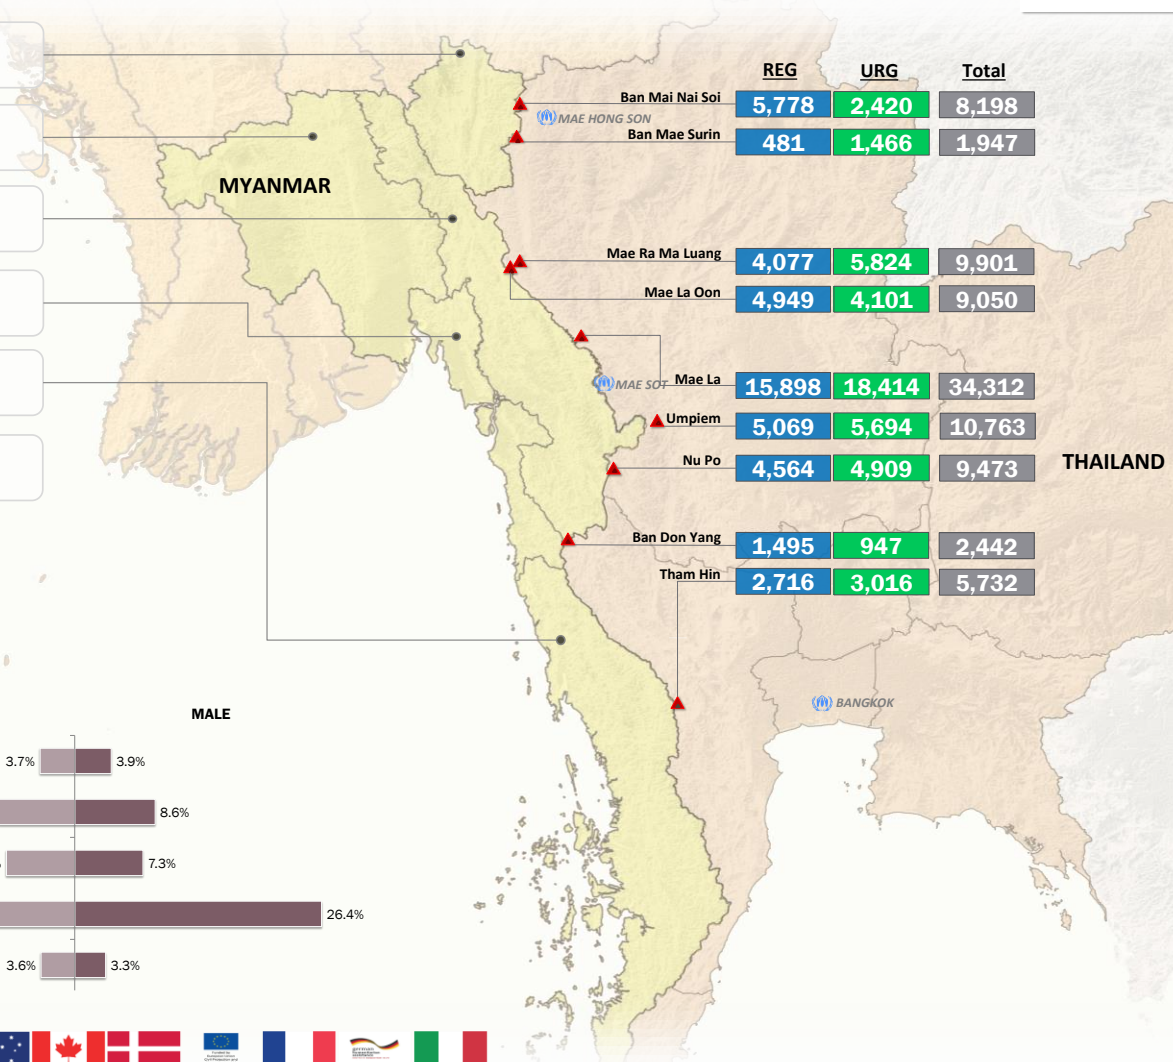 REG URG Total
Ban Mai Nai Soi 5,778 2,420 8,198
MAE HONG SON
Ban Mae Surin 481 1,466 1,947
MYANMAR
Mae Ra Ma Luang 4,077 5,824 9,901
Mae La Oon 4,949 4,101 9,050
MAE SOT
Mae La 15,898 18,414 34,312
Umpiem 5,069 5,694 10,763
Nu Po 4,564 4,909 9,473
THAILAND
Ban Don Yang 1,495 947 2,442
Tham Hin 2,716 3,016 5,732
BANGKOK
MALE
3.7% 3.9%
8.6%
7.3%
26.4%
3.6% 3.3%